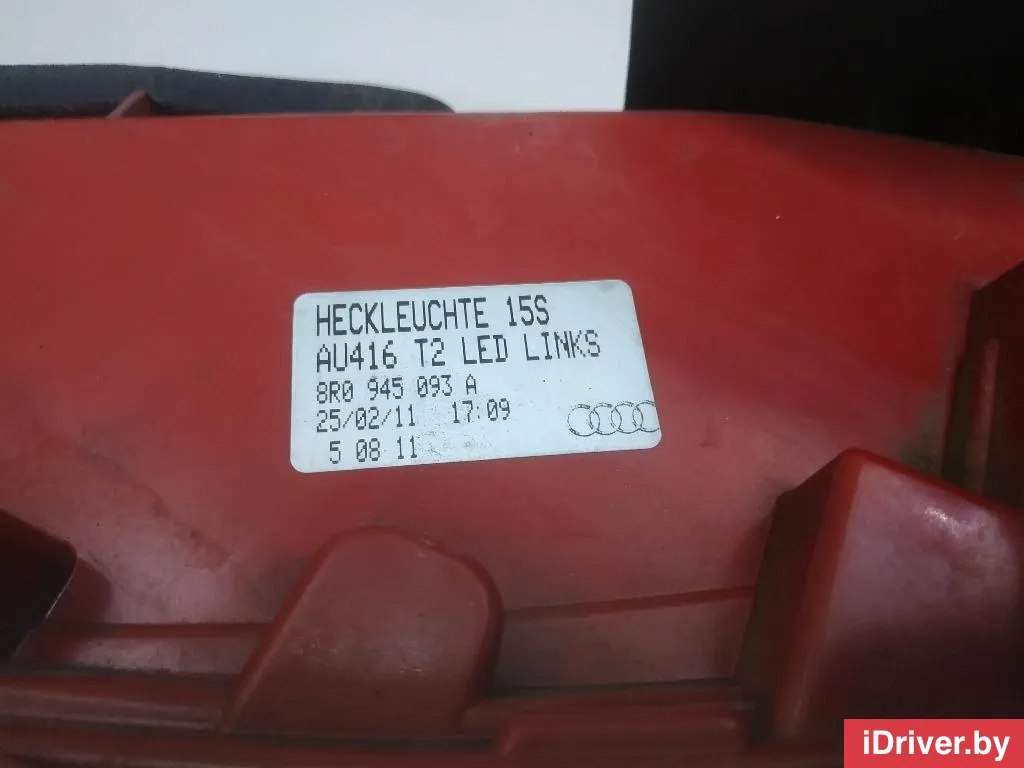 HECKLEUCHTE 15S
AU416 T2 LED LINKS
8R0 945 093 A
25/02/11 17:09
5 08 11
iDriver.by